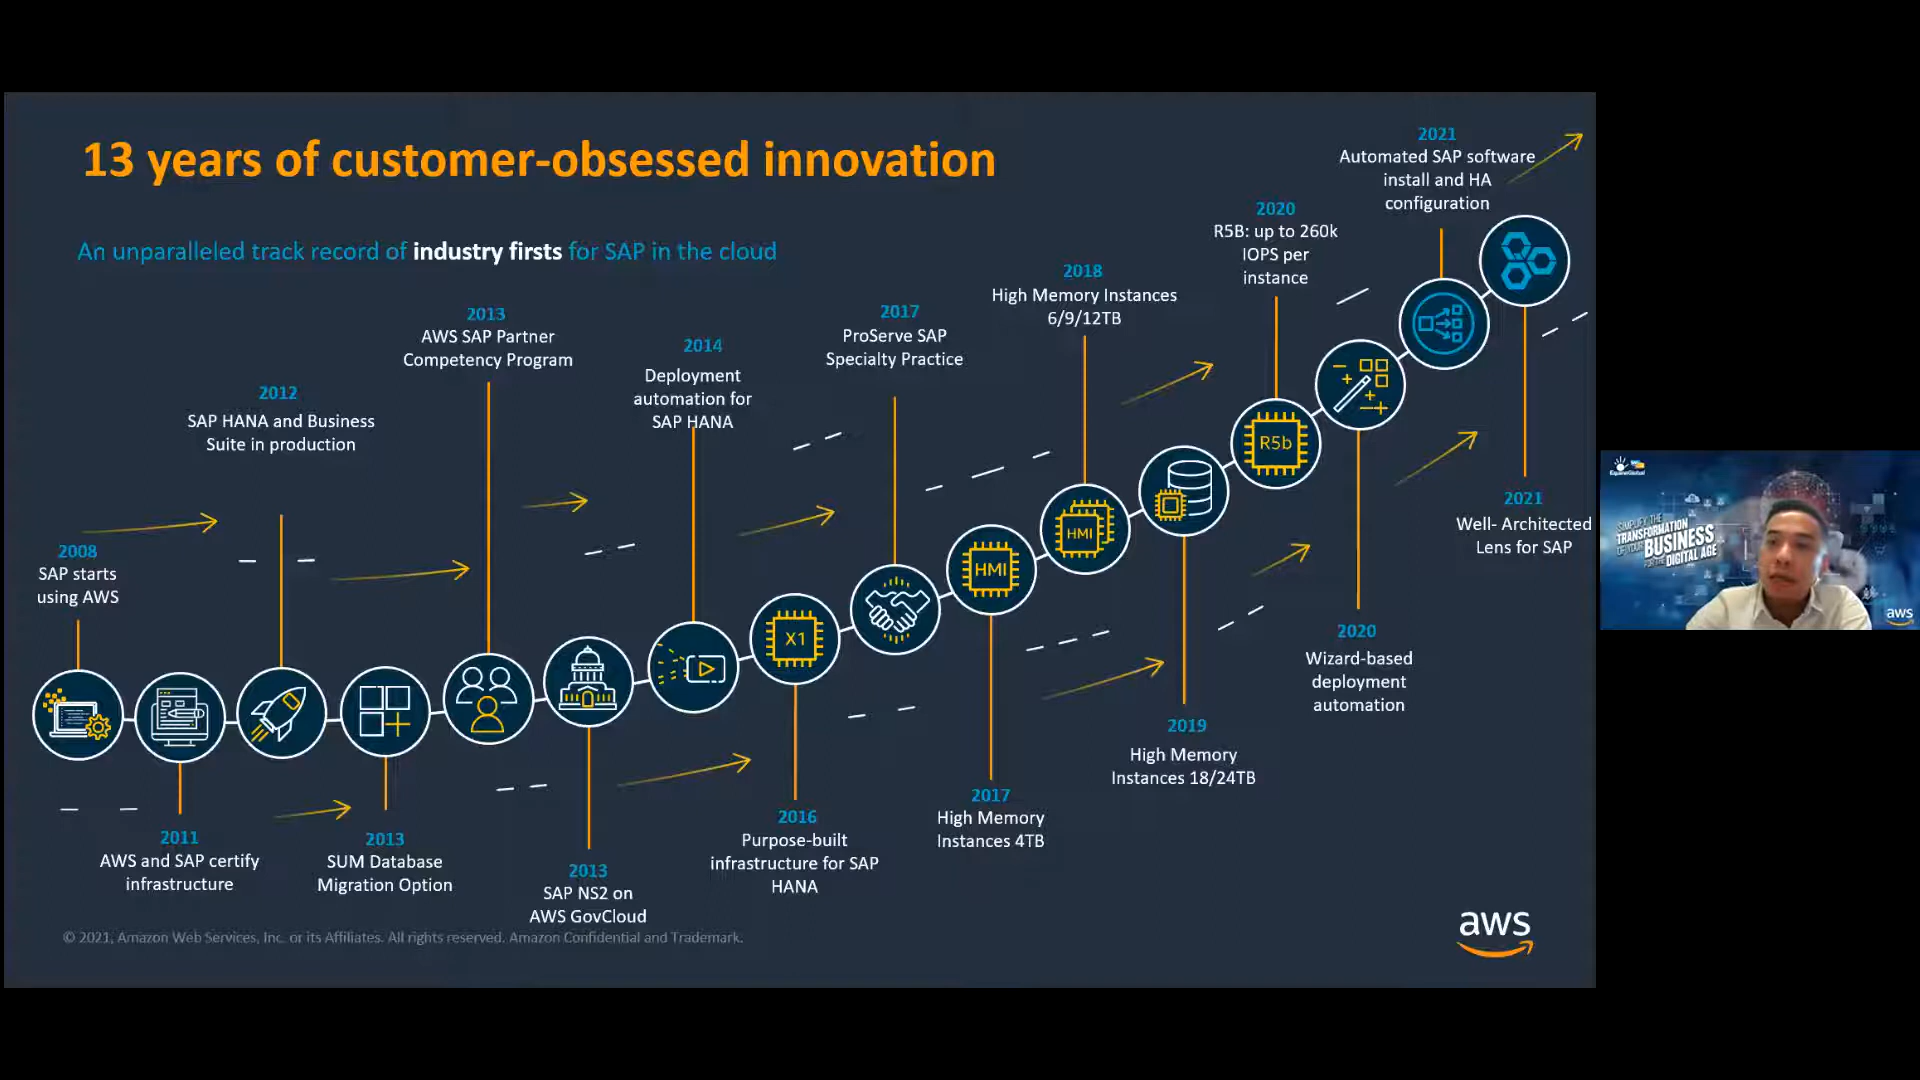 13 years of customer-obsessed innovation
An unparalleled track record of industry firsts for SAP in the cloud
2008
SAP starts
using AWS
2011
AWS and SAP certify
infrastructure
2012
SAP HANA and Business
Suite in production
2013
SUM Database
Migration Option
2013
AWS SAP Partner
Competency Program
2013
SAP NS2 on
AWS GovCloud
2014
Deployment
automation for
SAP HANA
X1
2016
Purpose-built
infrastructure for SAP
HANA
2017
ProServe SAP
Specialty Practice
HMI
2017
High Memory
Instances 4TB
2018
High Memory Instances
6/9/12TB
HMI
2019
High Memory
Instances 18/24TB
2020
R5B: up to 260k
IOPS per
instance
R5b
2020
Wizard-based
deployment
automation
2021
Automated SAP software
install and HA
configuration
2021
Well- Architected
Lens for SAP
© 2021, Amazon Web Services, Inc. or its Affiliates. All rights reserved. Amazon Confidential and Trademark.
aws
SIMPLIFY THE
TRANSFORMATION
OF YOUR BUSINESS
FOR THE DIGITAL AGE
aws